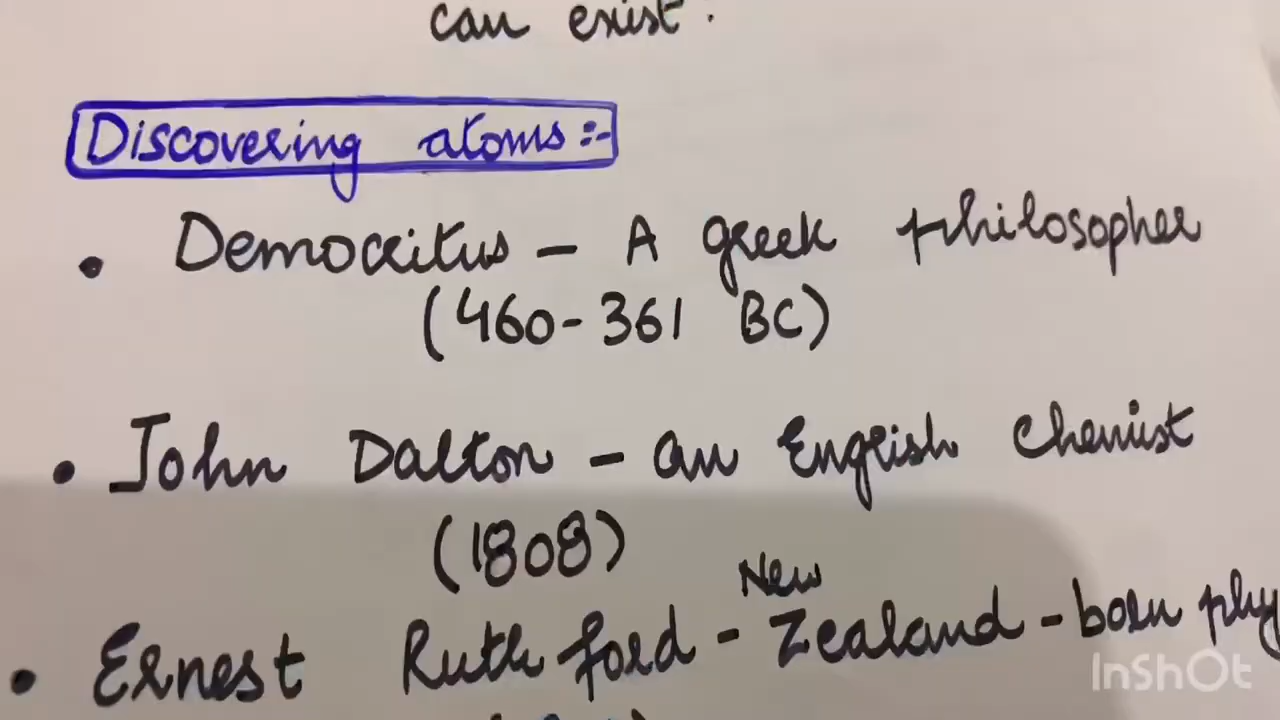 can exist.
Discovering atoms:-
• Democritus - A greek philosopher
(460-361 BC)
• John Dalton - an English Chemist
(1808)
New
• Ernest Rutherford - Zealand - born phy
InShOt